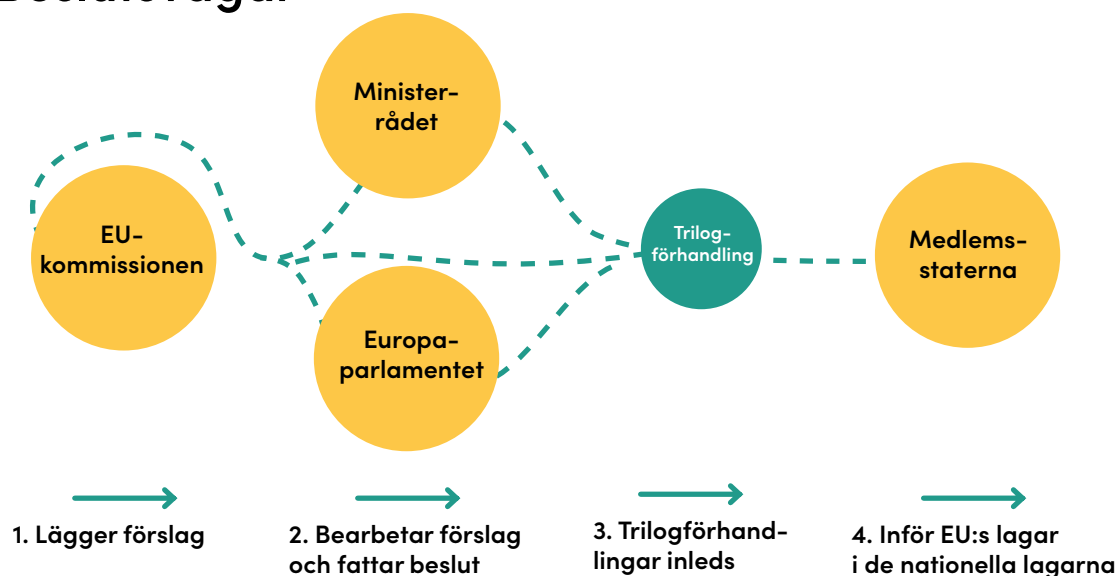 Minister-
rådet
EU-
kommissionen
Trilog-
förhandling
Medlems-
staterna
Europa-
parlamentet
1. Lägger förslag
2. Bearbetar förslag
och fattar beslut
3. Trilogförhand-
lingar inleds
4. Inför EU:s lagar
i de nationella lagarna